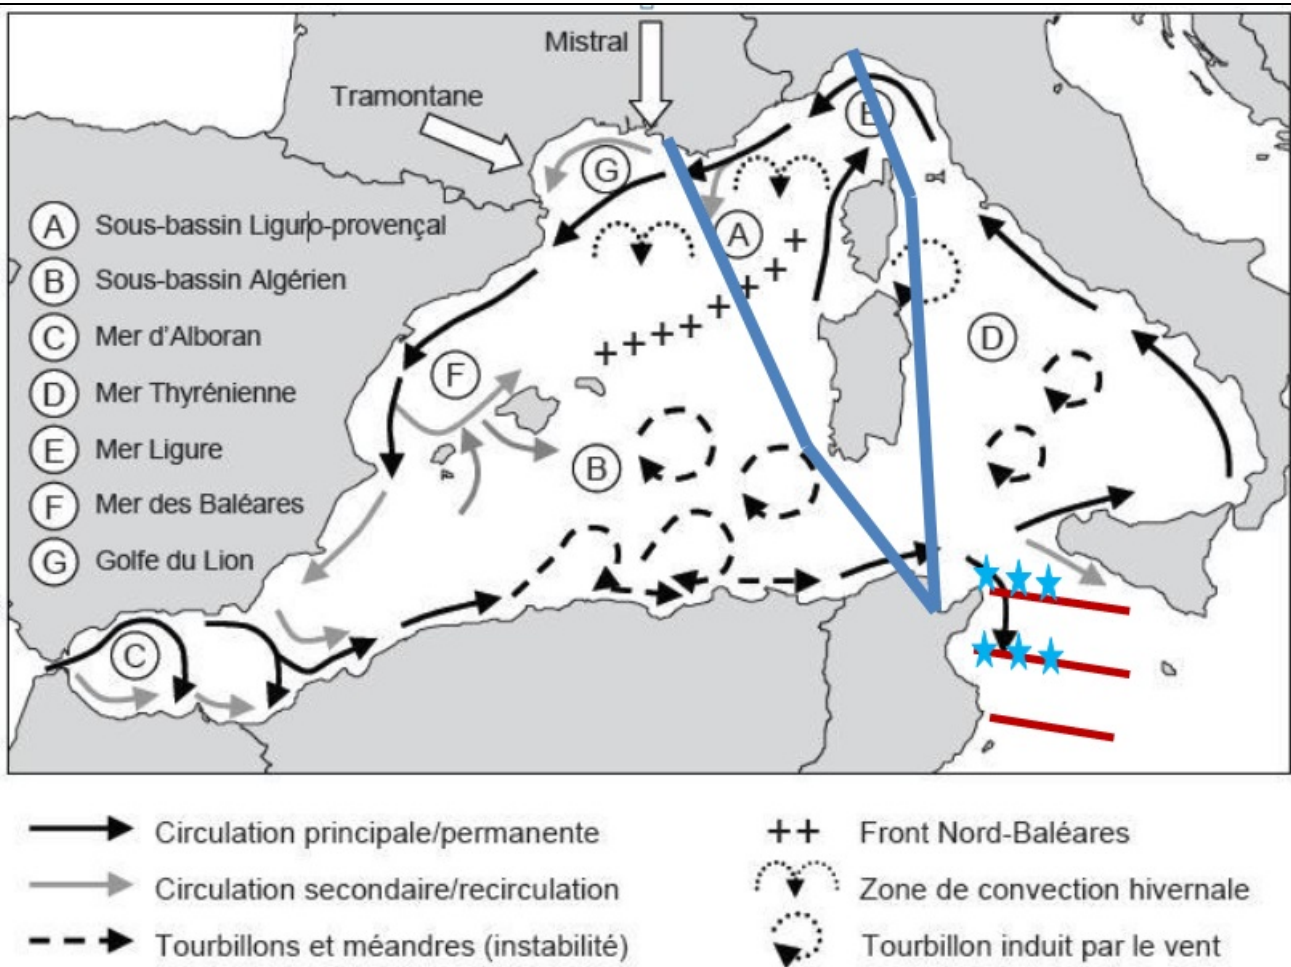 Mistral
Tramontane
G
E
A Sous-bassin Liguro-provençal
A
B Sous-bassin Algérien
C Mer d'Alboran
D
D Mer Thyrénienne
F
E Mer Ligure
B
F Mer des Baléares
G Golfe du Lion
C
Circulation principale/permanente
++ Front Nord-Baléares
Circulation secondaire/recirculation
Zone de convection hivernale
Tourbillons et méandres (instabilité)
Tourbillon induit par le vent